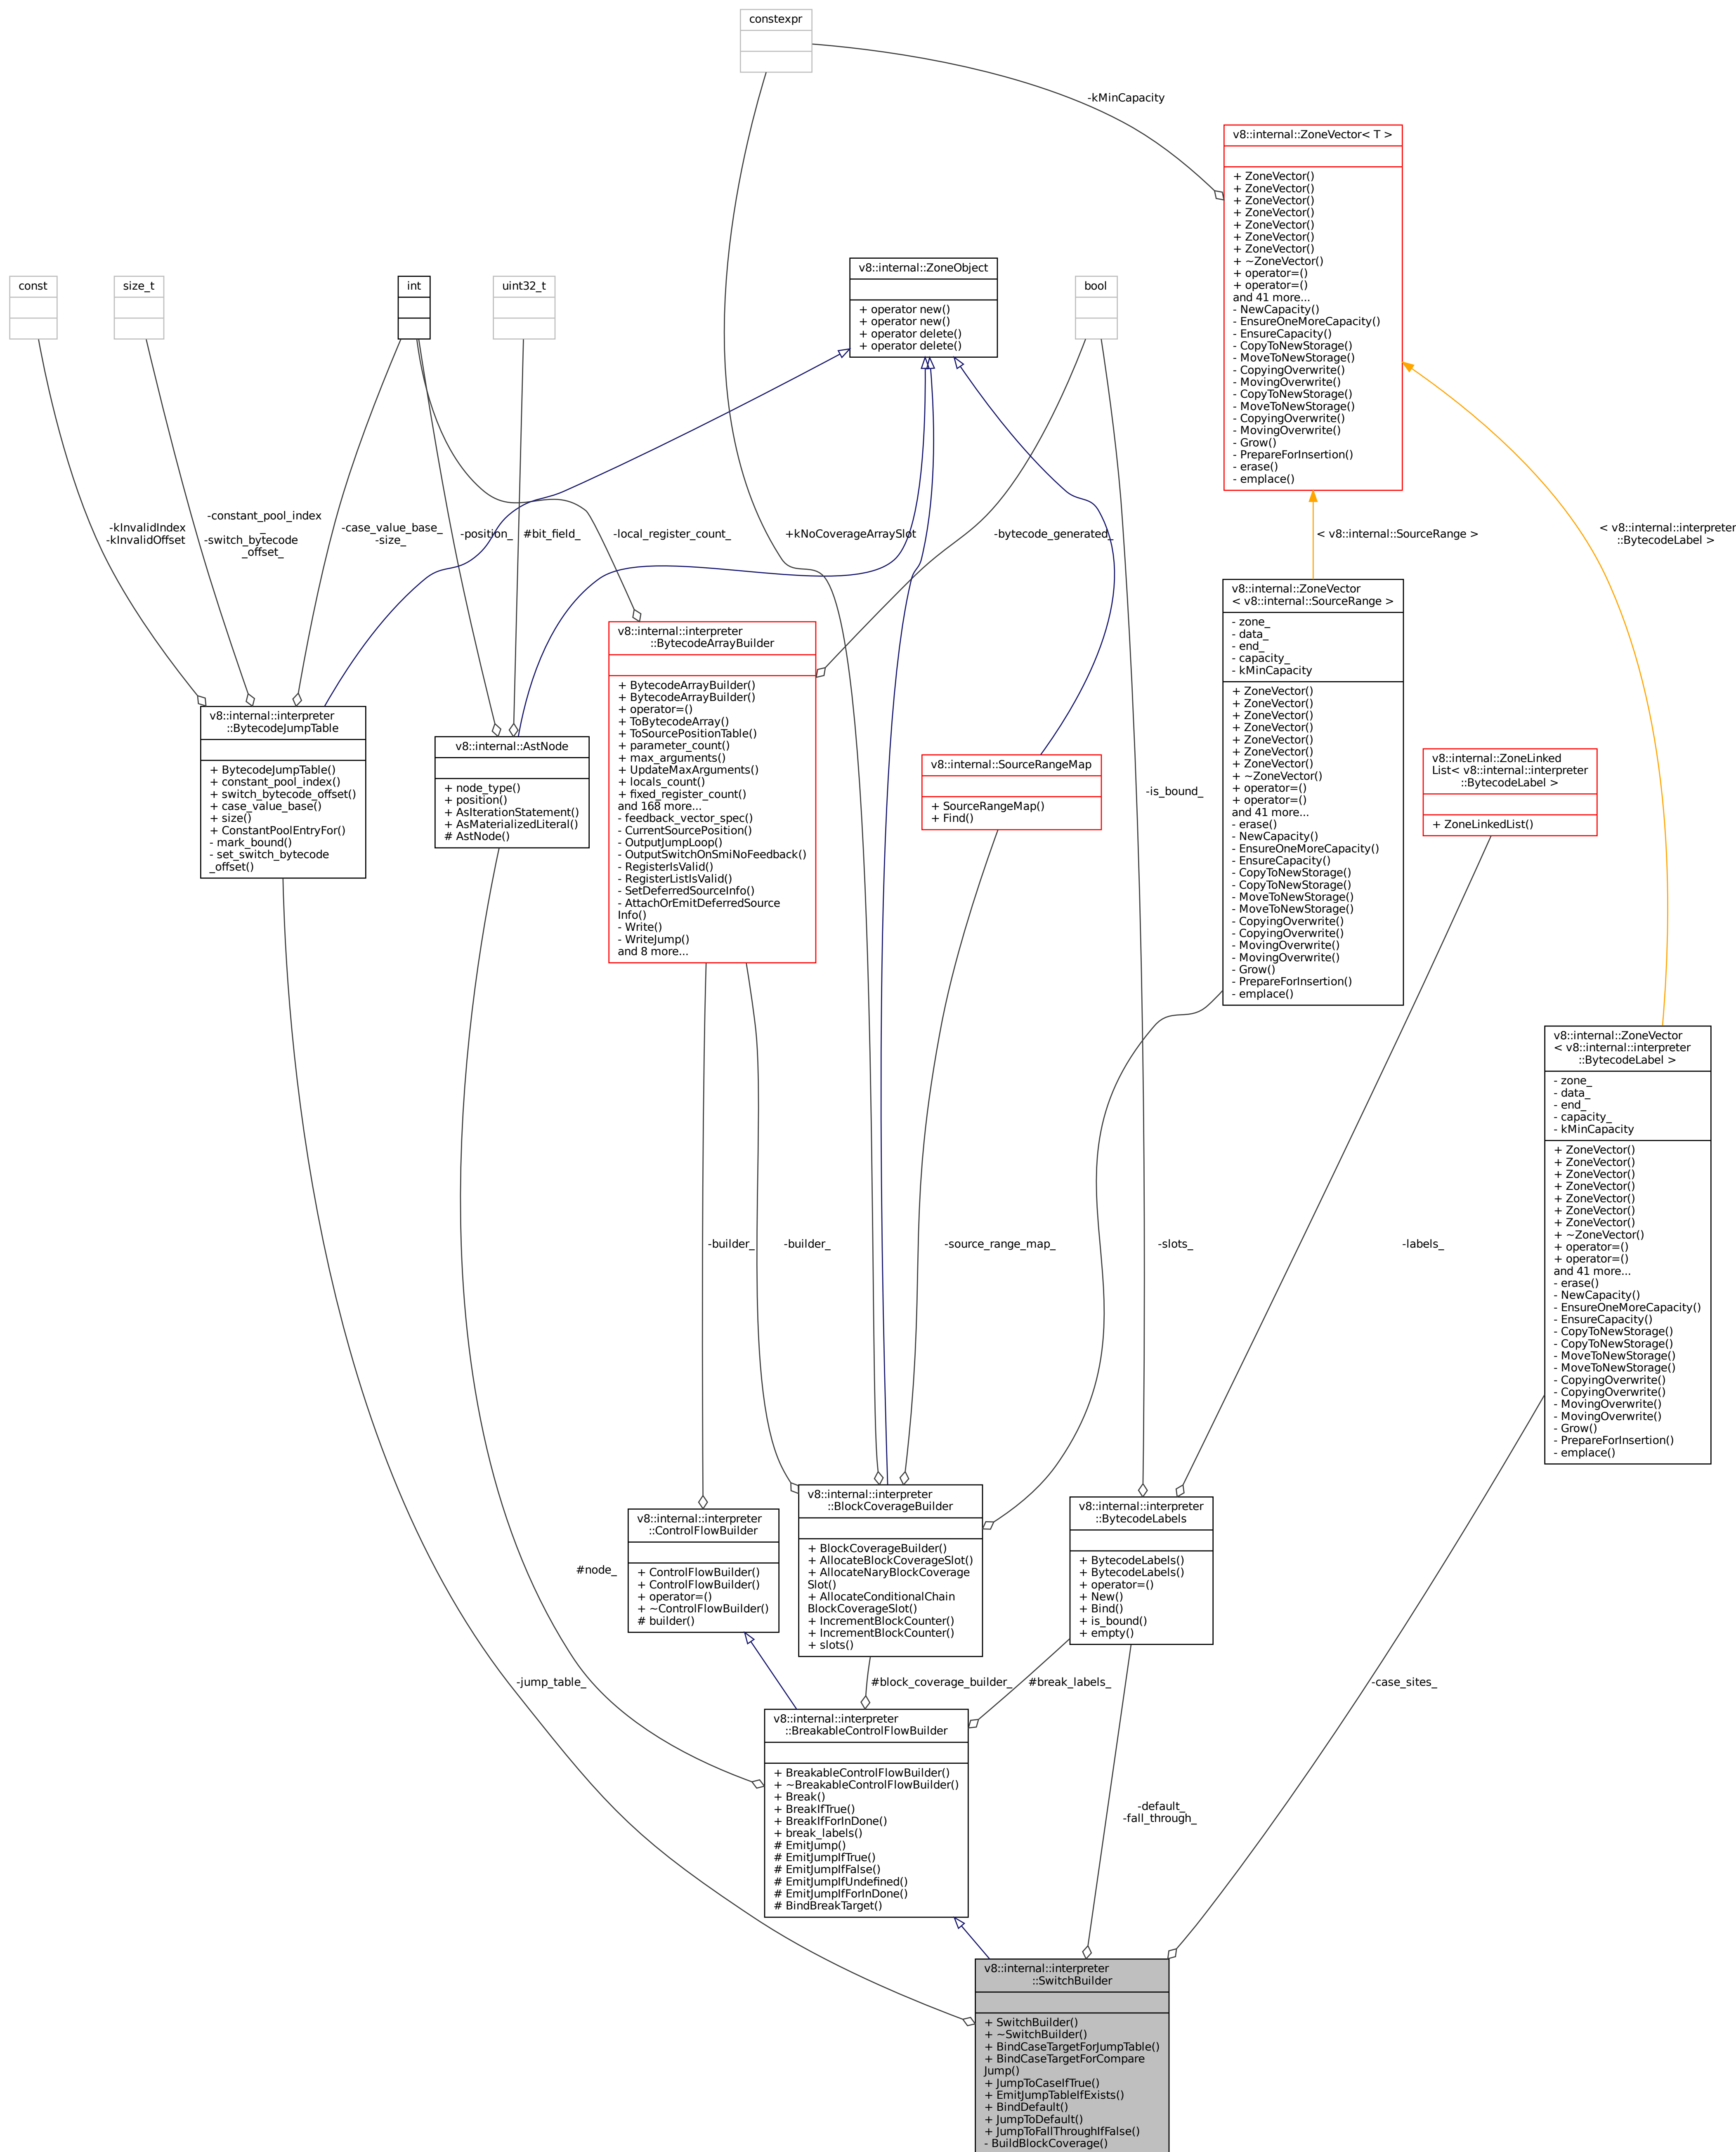 constexpr
-kMinCapacity
v8::internal::ZoneVector< T >
+ ZoneVector()
+ ZoneVector()
+ ZoneVector()
+ ZoneVector()
+ ZoneVector()
+ ZoneVector()
+ ZoneVector()
+ ~ZoneVector()
+ operator=()
+ operator=()
and 41 more...
- NewCapacity()
- EnsureOneMoreCapacity()
- EnsureCapacity()
- CopyToNewStorage()
- MoveToNewStorage()
- CopyingOverwrite()
- MovingOverwrite()
- CopyToNewStorage()
- MoveToNewStorage()
- CopyingOverwrite()
- MovingOverwrite()
- Grow()
- PrepareForInsertion()
- erase()
- emplace()
const
size_t
int
uint32_t
v8::internal::ZoneObject
+ operator new()
+ operator new()
+ operator delete()
+ operator delete()
bool
-kInvalidIndex
-kInvalidOffset
-constant_pool_index
_
-switch_bytecode
_offset_
-case_value_base_
-size_
-position_
#bit_field_
-local_register_count_
+kNoCoverageArraySlot
-bytecode_generated_
< v8::internal::SourceRange >
< v8::internal::interpreter
::BytecodeLabel >
v8::internal::interpreter
::BytecodeJumpTable
+ BytecodeJumpTable()
+ constant_pool_index()
+ switch_bytecode_offset()
+ case_value_base()
+ size()
+ ConstantPoolEntryFor()
- mark_bound()
- set_switch_bytecode
_offset()
v8::internal::AstNode
+ node_type()
+ position()
+ AsIterationStatement()
+ AsMaterializedLiteral()
# AstNode()
v8::internal::interpreter
::BytecodeArrayBuilder
+ BytecodeArrayBuilder()
+ BytecodeArrayBuilder()
+ operator=()
+ ToBytecodeArray()
+ ToSourcePositionTable()
+ parameter_count()
+ max_arguments()
+ UpdateMaxArguments()
+ locals_count()
+ fixed_register_count()
and 168 more...
- feedback_vector_spec()
- CurrentSourcePosition()
- OutputJumpLoop()
- OutputSwitchOnSmiNoFeedback()
- RegisterIsValid()
- RegisterListIsValid()
- SetDeferredSourceInfo()
- AttachOrEmitDeferredSource
Info()
- Write()
- WriteJump()
and 8 more...
v8::internal::SourceRangeMap
+ SourceRangeMap()
+ Find()
-is_bound_
v8::internal::ZoneVector
< v8::internal::SourceRange >
- zone_
- data_
- end_
- capacity_
- kMinCapacity
+ ZoneVector()
+ ZoneVector()
+ ZoneVector()
+ ZoneVector()
+ ZoneVector()
+ ZoneVector()
+ ZoneVector()
+ ~ZoneVector()
+ operator=()
+ operator=()
and 41 more...
- erase()
- NewCapacity()
- EnsureOneMoreCapacity()
- EnsureCapacity()
- CopyToNewStorage()
- CopyToNewStorage()
- MoveToNewStorage()
- MoveToNewStorage()
- CopyingOverwrite()
- CopyingOverwrite()
- MovingOverwrite()
- MovingOverwrite()
- Grow()
- PrepareForInsertion()
- emplace()
v8::internal::ZoneLinked
List< v8::internal::interpreter
::BytecodeLabel >
+ ZoneLinkedList()
v8::internal::ZoneVector
< v8::internal::interpreter
::BytecodeLabel >
- zone_
- data_
- end_
- capacity_
- kMinCapacity
+ ZoneVector()
+ ZoneVector()
+ ZoneVector()
+ ZoneVector()
+ ZoneVector()
+ ZoneVector()
+ ZoneVector()
+ ~ZoneVector()
+ operator=()
+ operator=()
and 41 more...
- erase()
- NewCapacity()
- EnsureOneMoreCapacity()
- EnsureCapacity()
- CopyToNewStorage()
- CopyToNewStorage()
- MoveToNewStorage()
- MoveToNewStorage()
- CopyingOverwrite()
- CopyingOverwrite()
- MovingOverwrite()
- MovingOverwrite()
- Grow()
- PrepareForInsertion()
- emplace()
-builder_
-builder_
-source_range_map_
-slots_
-labels_
#node_
v8::internal::interpreter
::ControlFlowBuilder
+ ControlFlowBuilder()
+ ControlFlowBuilder()
+ operator=()
+ ~ControlFlowBuilder()
# builder()
v8::internal::interpreter
::BlockCoverageBuilder
+ BlockCoverageBuilder()
+ AllocateBlockCoverageSlot()
+ AllocateNaryBlockCoverage
Slot()
+ AllocateConditionalChain
BlockCoverageSlot()
+ IncrementBlockCounter()
+ IncrementBlockCounter()
+ slots()
v8::internal::interpreter
::BytecodeLabels
+ BytecodeLabels()
+ BytecodeLabels()
+ operator=()
+ New()
+ Bind()
+ is_bound()
+ empty()
-jump_table_
#block_coverage_builder_
#break_labels_
-case_sites_
v8::internal::interpreter
::BreakableControlFlowBuilder
+ BreakableControlFlowBuilder()
+ ~BreakableControlFlowBuilder()
+ Break()
+ BreakIfTrue()
+ BreakIfForInDone()
+ break_labels()
# EmitJump()
# EmitJumpIfTrue()
# EmitJumpIfFalse()
# EmitJumpIfUndefined()
# EmitJumpIfForInDone()
# BindBreakTarget()
-default_
-fall_through_
v8::internal::interpreter
::SwitchBuilder
+ SwitchBuilder()
+ ~SwitchBuilder()
+ BindCaseTargetForJumpTable()
+ BindCaseTargetForCompare
Jump()
+ JumpToCaseIfTrue()
+ EmitJumpTableIfExists()
+ BindDefault()
+ JumpToDefault()
+ JumpToFallThroughIfFalse()
- BuildBlockCoverage()